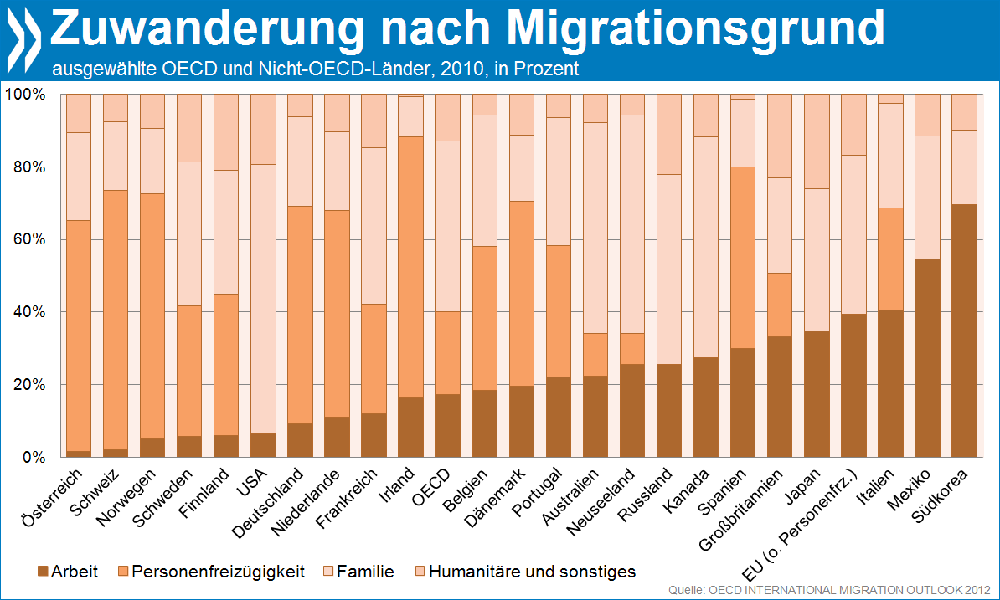 Zuwanderung nach Migrationsgrund
ausgewählte OECD und Nicht-OECD-Länder, 2010, in Prozent
100%
80%
60%
40%
20%
0%
Österreich
Schweiz
Norwegen
Schweden
Finnland
USA
Deutschland
Niederlande
Frankreich
Irland
OECD
Belgien
Dänemark
Portugal
Australien
Neuseeland
Russland
Kanada
Spanien
Großbritannien
Japan
EU (o. Personenfrz.)
Italien
Mexiko
Südkorea
Arbeit Personenfreizügigkeit Familie Humanitäre und sonstiges
Quelle: OECD INTERNATIONAL MIGRATION OUTLOOK 2012